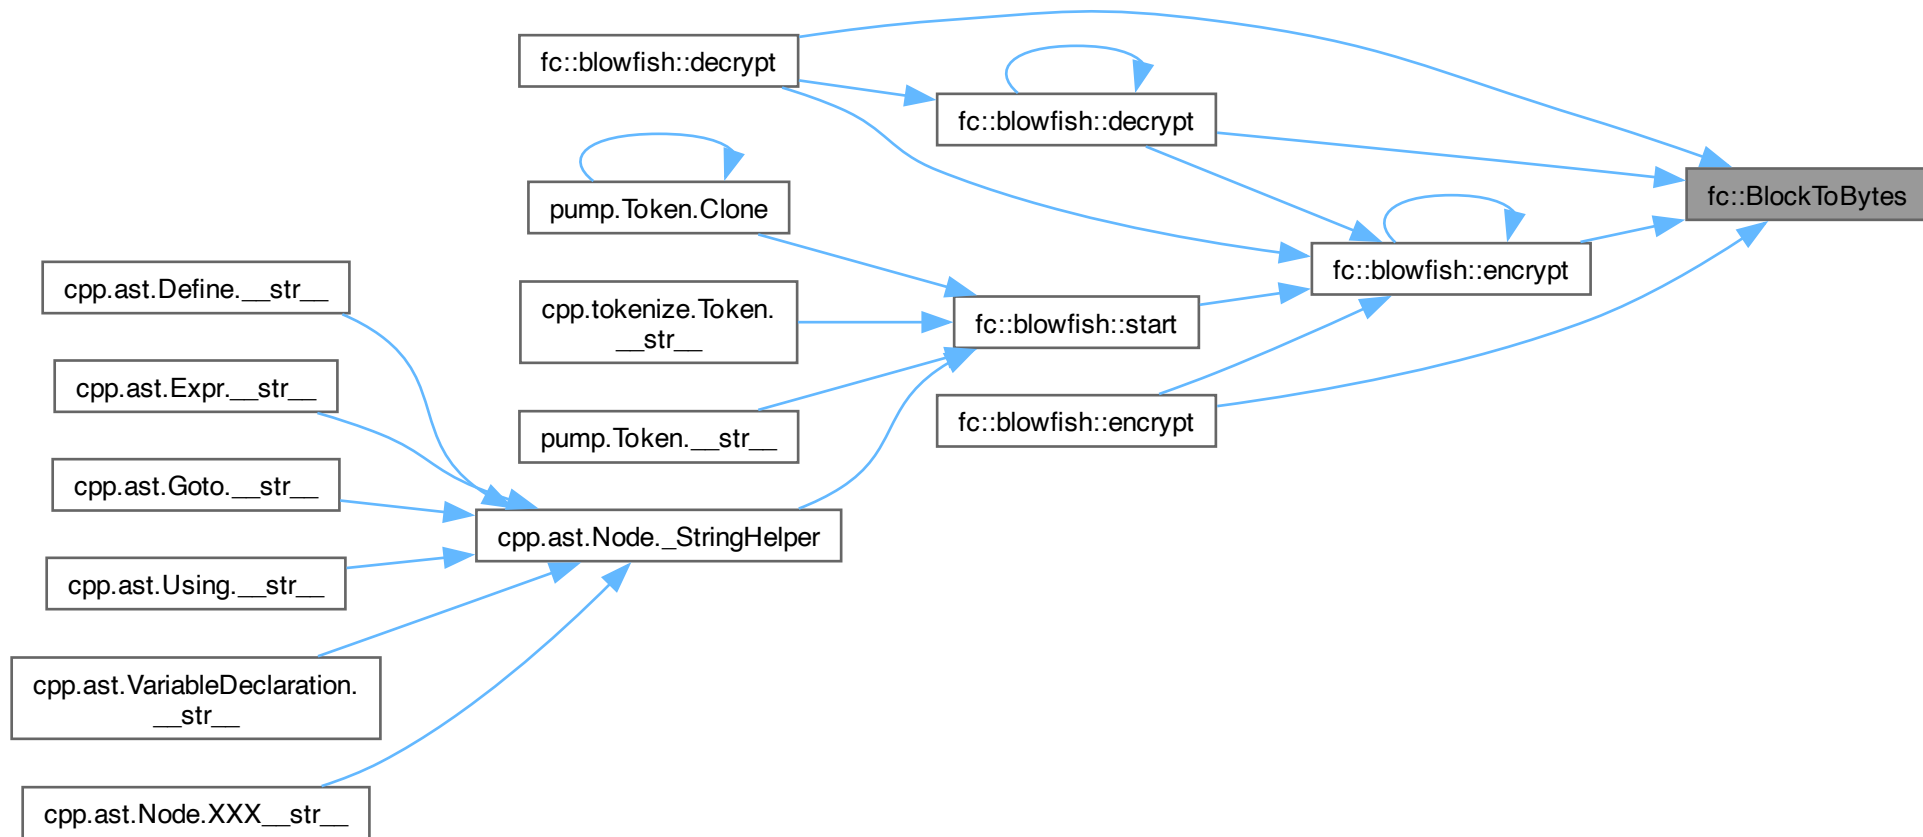 fc::blowfish::decrypt
fc::blowfish::decrypt
pump.Token.Clone
fc::BlockToBytes
cpp.ast.Define.__str__
fc::blowfish::encrypt
cpp.tokenize.Token.
__str__
fc::blowfish::start
cpp.ast.Expr.__str__
pump.Token.__str__
fc::blowfish::encrypt
cpp.ast.Goto.__str__
cpp.ast.Node._StringHelper
cpp.ast.Using.__str__
cpp.ast.VariableDeclaration.
__str__
cpp.ast.Node.XXX__str__